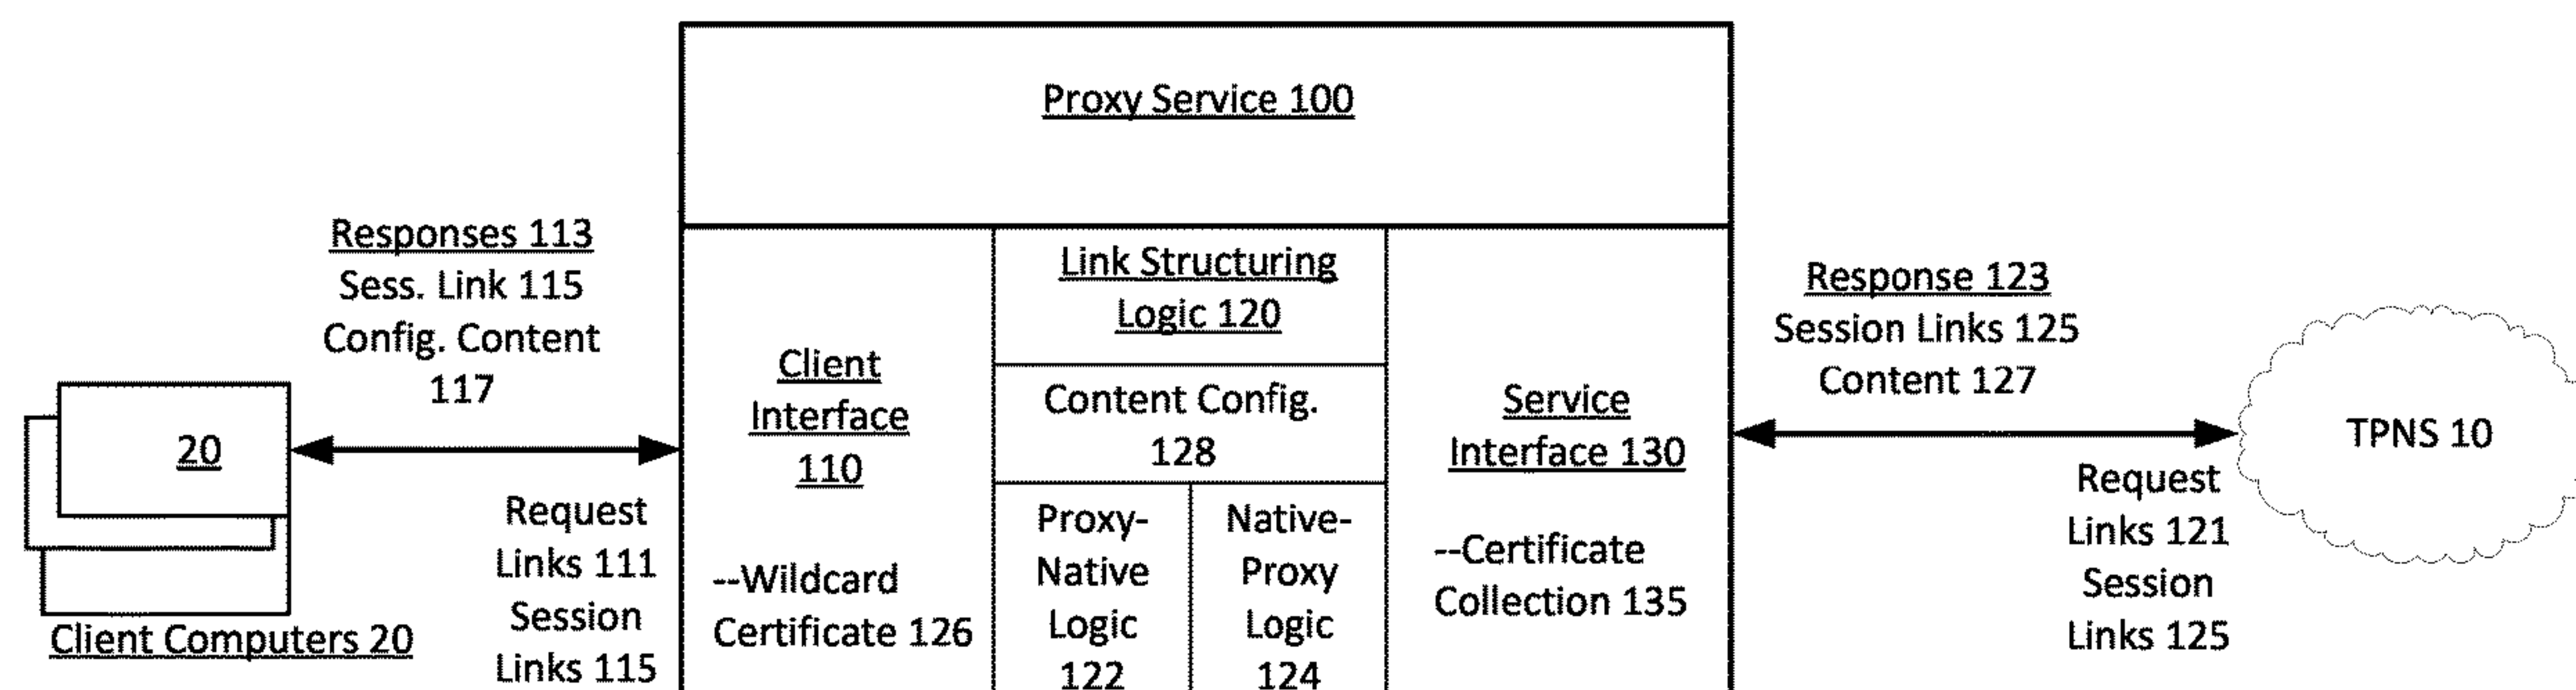 Proxy Service 100
Responses 113
Sess. Link 115
Config. Content
117
20
Client Computers 20
Request
Links 111
Session
Links 115
Client
Interface
110
--Wildcard
Certificate 126
Link Structuring
Logic 120
Content Config.
128
Proxy-
Native
Logic
122
Native-
Proxy
Logic
124
Service
Interface 130
--Certificate
Collection 135
Response 123
Session Links 125
Content 127
TPNS 10
Request
Links 121
Session
Links 125